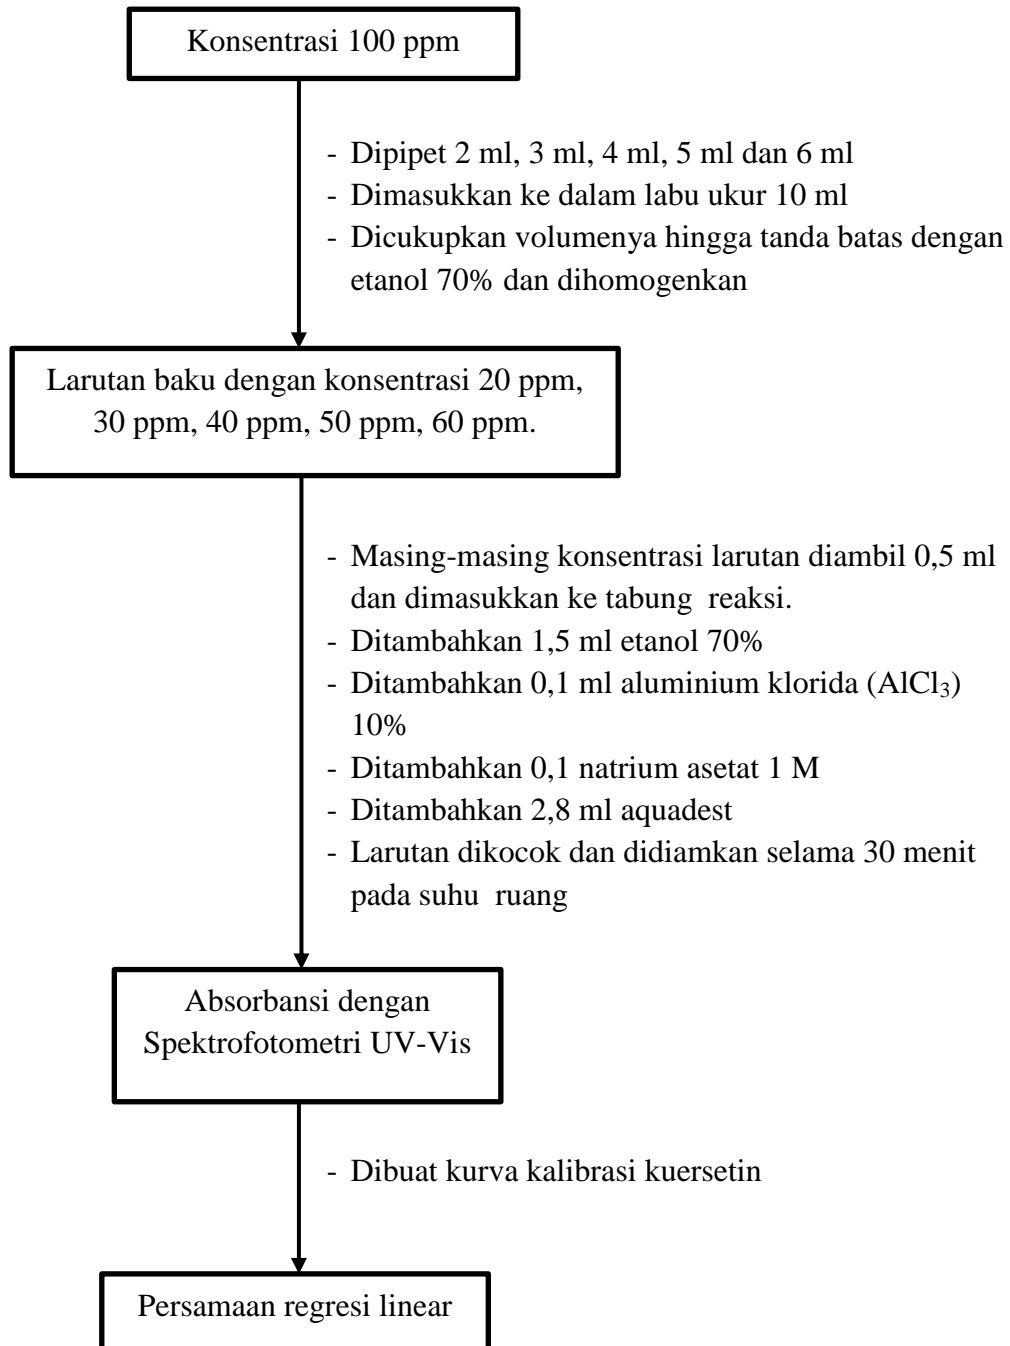 Konsentrasi 100 ppm
- Dipipet 2 ml, 3 ml, 4 ml, 5 ml dan 6 ml
- Dimasukkan ke dalam labu ukur 10 ml
- Dicukupkan volumenya hingga tanda batas dengan
etanol 70% dan dihomogenkan
Larutan baku dengan konsentrasi 20 ppm,
30 ppm, 40 ppm, 50 ppm, 60 ppm.
- Masing-masing konsentrasi larutan diambil 0,5 ml
dan dimasukkan ke tabung reaksi.
- Ditambahkan 1,5 ml etanol 70%
- Ditambahkan 0,1 ml aluminium klorida (AlCl₃)
10%
- Ditambahkan 0,1 natrium asetat 1 M
- Ditambahkan 2,8 ml aquadest
- Larutan dikocok dan didiamkan selama 30 menit
pada suhu ruang
Absorbansi dengan
Spektrofotometri UV-Vis
- Dibuat kurva kalibrasi kuersetin
Persamaan regresi linear